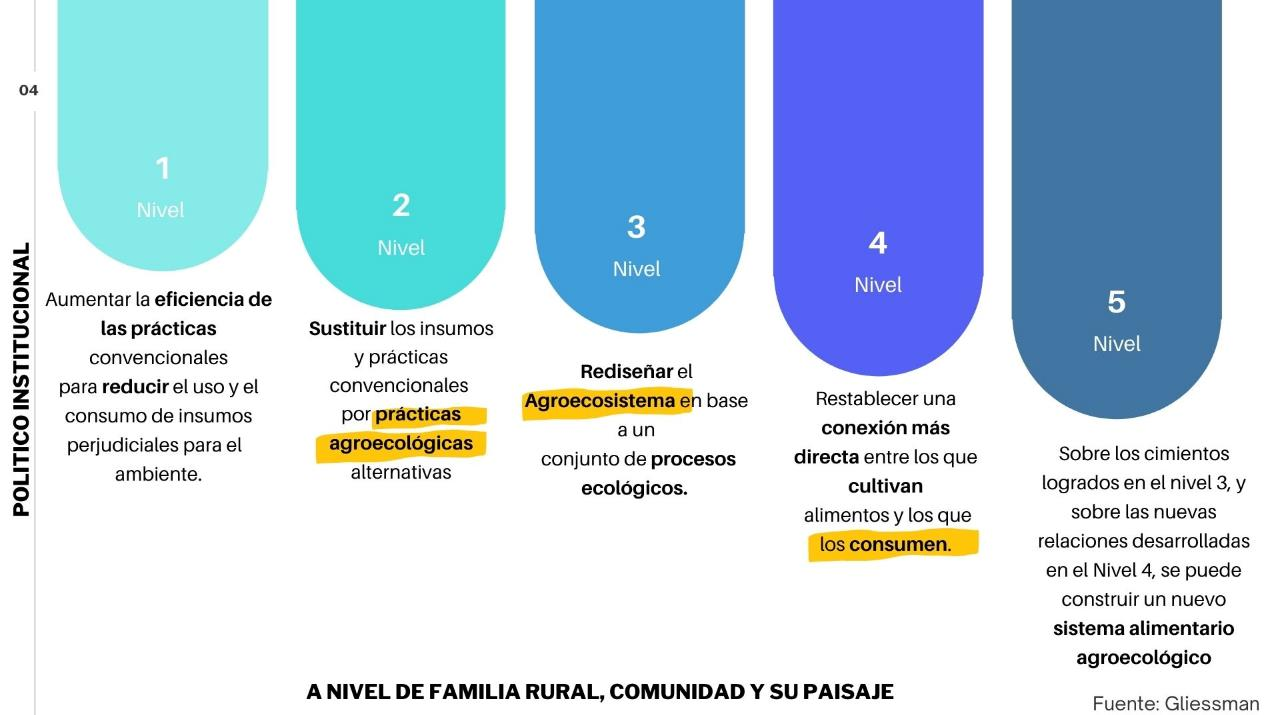 04
POLITICO INSTITUCIONAL
1
Nivel
Aumentar la eficiencia de
las prácticas
convencionales
para reducir el uso y el
consumo de insumos
perjudiciales para el
ambiente.
2
Nivel
Sustituir los insumos
y prácticas
convencionales
por prácticas
agroecológicas
alternativas
3
Nivel
Rediseñar el
Agroecosistema en base
a un
conjunto de procesos
ecológicos.
4
Nivel
Restablecer una
conexión más
directa entre los que
cultivan
alimentos y los que
los consumen.
5
Nivel
Sobre los cimientos
logrados en el nivel 3, y
sobre las nuevas
relaciones desarrolladas
en el Nivel 4, se puede
construir un nuevo
sistema alimentario
agroecológico
A NIVEL DE FAMILIA RURAL, COMUNIDAD Y SU PAISAJE
Fuente: Gliessman